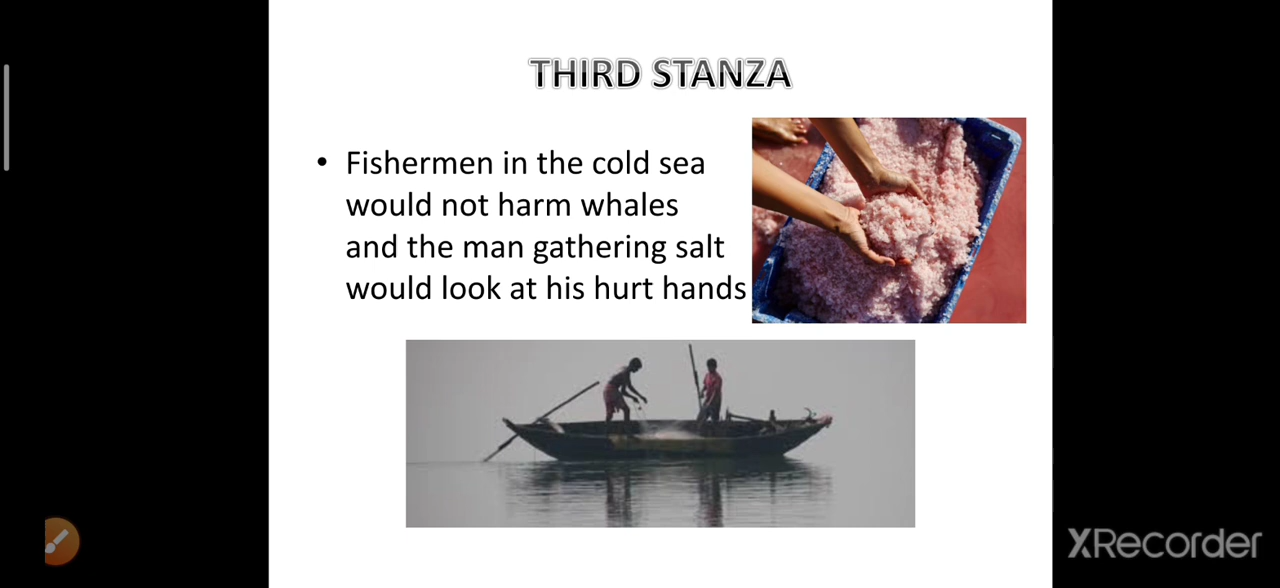 THIRD STANZA
• Fishermen in the cold sea
would not harm whales
and the man gathering salt
would look at his hurt hands
XRecorder